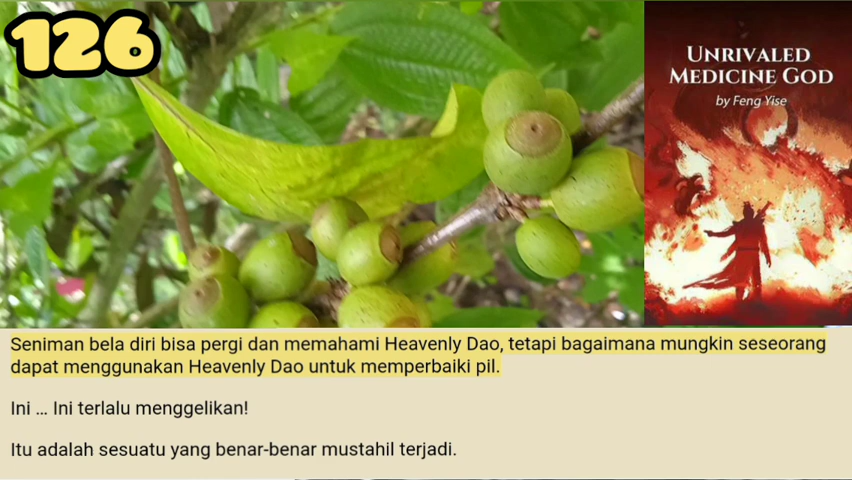 126
UNRIVALED
MEDICINE GOD
by Feng Yise
Seniman bela diri bisa pergi dan memahami Heavenly Dao, tetapi bagaimana mungkin seseorang
dapat menggunakan Heavenly Dao untuk memperbaiki pil.
Ini ... Ini terlalu menggelikan!
Itu adalah sesuatu yang benar-benar mustahil terjadi.